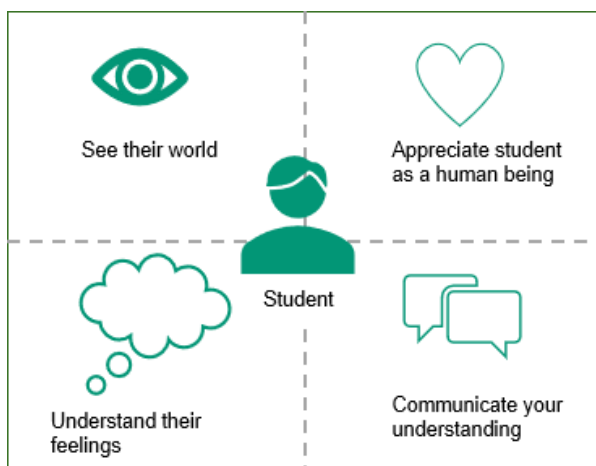 See their world
Appreciate student
as a human being
Student
Understand their
feelings
Communicate your
understanding